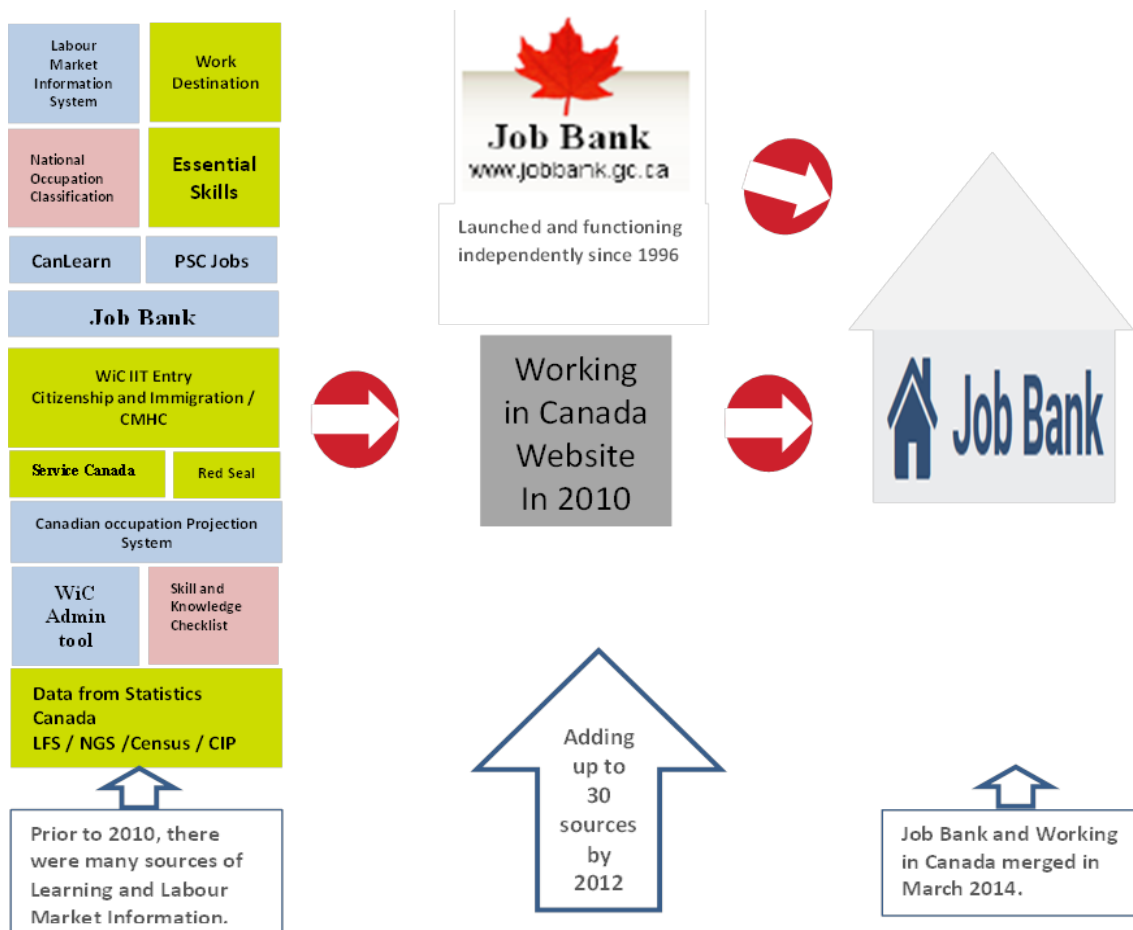 Labour
Market
Information
System
Work
Destination
National
Occupation
Classification
Essential
Skills
CanLearn
PSC Jobs
Job Bank
WiC IIT Entry
Citizenship and Immigration /
CMHC
Service Canada
Red Seal
Canadian occupation Projection
System
WiC
Admin
tool
Skill and
Knowledge
Checklist
Data from Statistics
Canada
LFS / NGS /Census / CIP
Prior to 2010, there
were many sources of
Learning and Labour
Market Information.
Job Bank
www.jobbank.gc.ca
Launched and functioning
independently since 1996
Working
in Canada
Website
In 2010
Adding
up to
30
sources
by
2012
Job Bank
Job Bank and Working
in Canada merged in
March 2014.